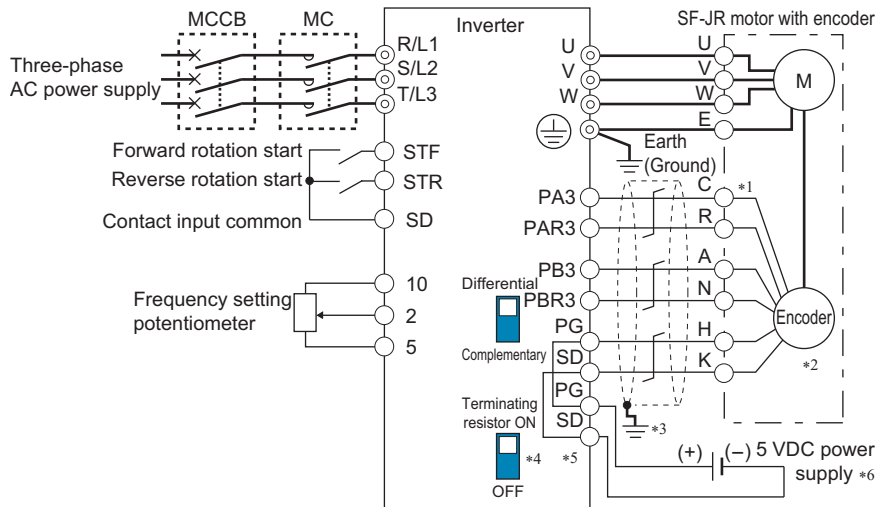 MCCB
MC
Inverter
SF-JR motor with encoder
Three-phase
AC power supply
R/L1
S/L2
T/L3
U
V
W
U
V
W
E
M
Earth
(Ground)
Forward rotation start
Reverse rotation start
Contact input common
STF
STR
SD
Frequency setting
potentiometer
10
2
5
PA3
PAR3
PB3
PBR3
PG
SD
PG
SD
C
R
A
N
H
K
*1
Encoder
*2
Differential
Complementary
Terminating
resistor ON
OFF
*4
*5
*3
(+)
(−)
5 VDC power
supply *6